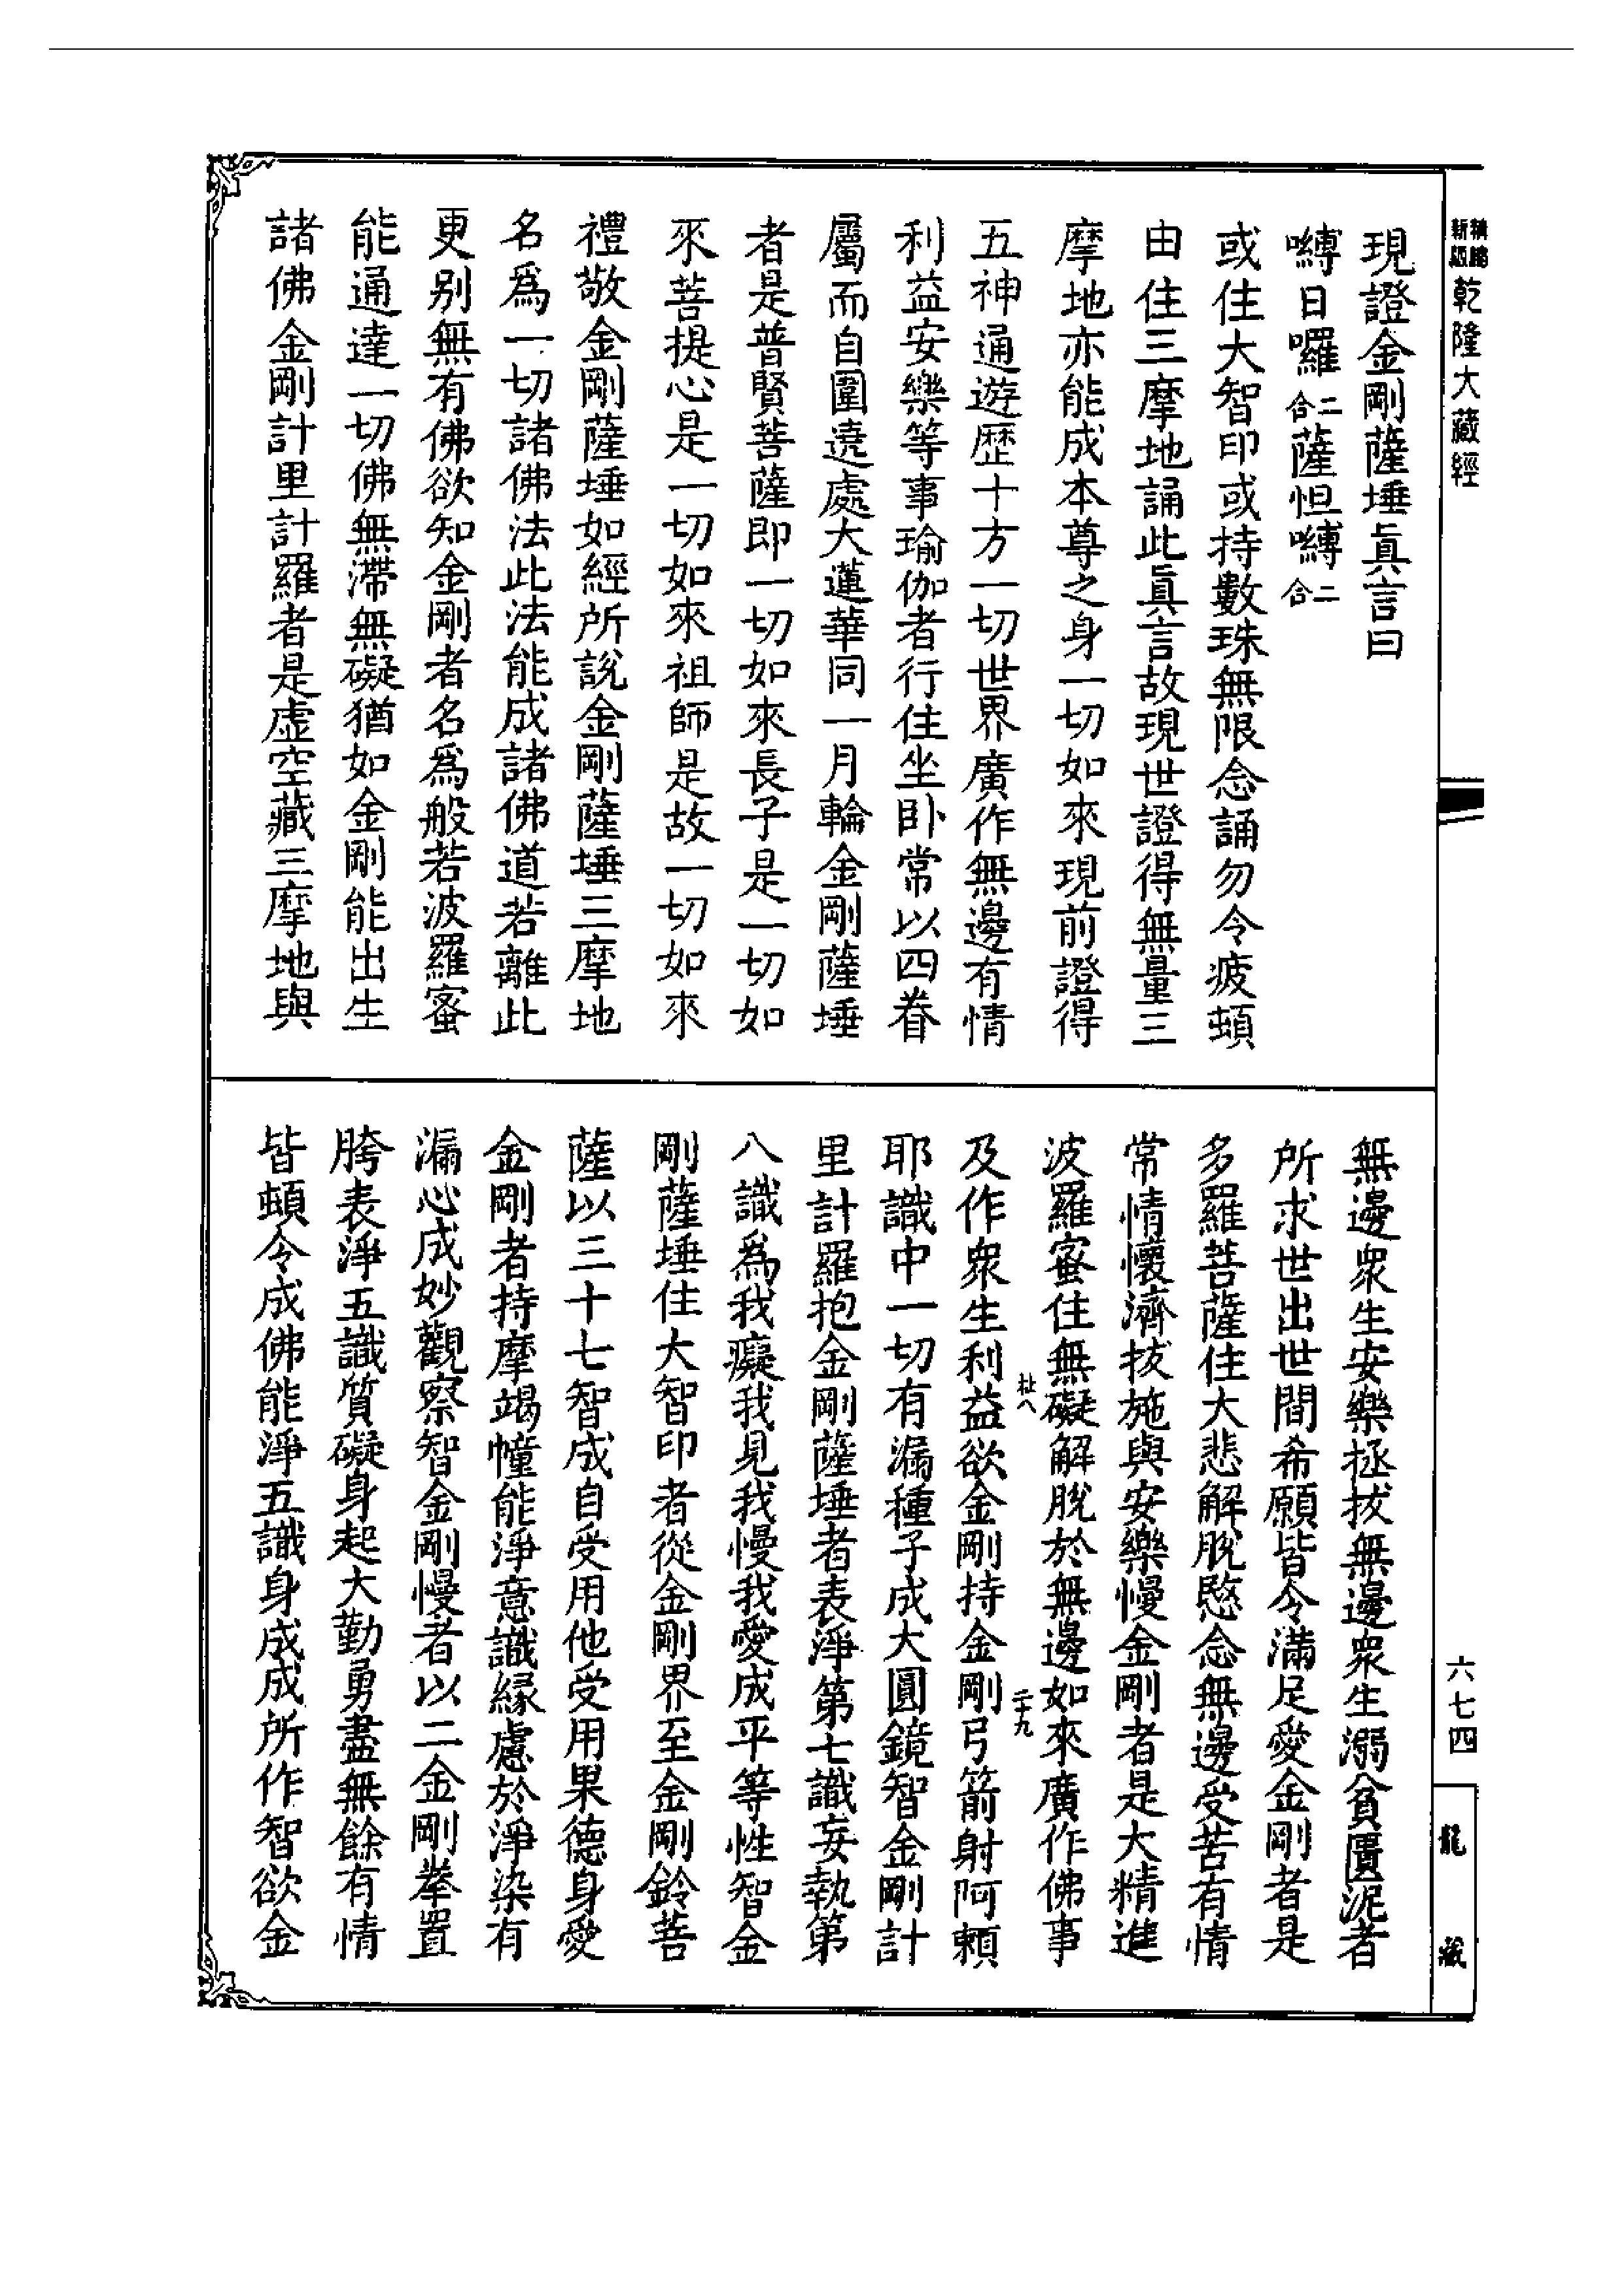 新編縮版 乾隆大藏經
現證金剛薩埵眞言曰
嚩日囉二合薩怛嚩二合
或住大智印或持數珠無限念誦勿令疲頓
由住三摩地誦此眞言故現世證得無量三
摩地亦能成本尊之身一切如來現前證得
五神通遊歷十方一切世界廣作無邊有情
利益安樂等事瑜伽者行住坐卧常以四眷
屬而自圍遶處大蓮華同一月輪金剛薩埵
者是普賢菩薩即一切如來長子是一切如
來菩提心是一切如來祖師是故一切如來
禮敬金剛薩埵如經所說金剛薩埵三摩地
名爲一切諸佛法此法能成諸佛道若離此
更别無有佛欲知金剛者名爲般若波羅蜜
能通達一切佛無滯無礙猶如金剛能出生
諸佛金剛計里計羅者是虛空藏三摩地與
無邊衆生安樂拯拔無邊衆生溺貧匱泥者
所求世出世間希願皆令滿足愛金剛者是
多羅菩薩住大悲解脫愍念無邊受苦有情
常情懷濟拔施與安樂慢金剛者是大精進
波羅蜜住無礙解脫於無邊如來廣作佛事
及作衆生利益欲金剛持金剛弓箭射阿賴
耶識中一切有漏種子成大圓鏡智金剛計
里計羅抱金剛薩埵者表淨第七識妄執第
八識爲我癡我見我慢我愛成平等性智金
剛薩埵住大智印者從金剛界至金剛鈴菩
薩以三十七智成自受用他受用果德身愛
金剛者持摩竭幢能淨意識緣慮於淨染有
漏心成妙觀察智金剛慢者以二金剛拳置
胯表淨五識質礙身起大勤勇盡無餘有情
皆頓令成佛能淨五識身成成所作智欲金
六七四
龍藏